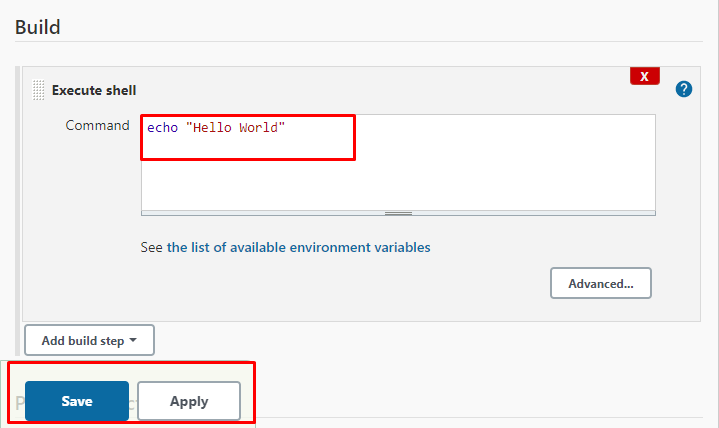 Build
X
Execute shell
?
Command
echo "Hello World"
See the list of available environment variables
Advanced...
Add build step
Save
Apply